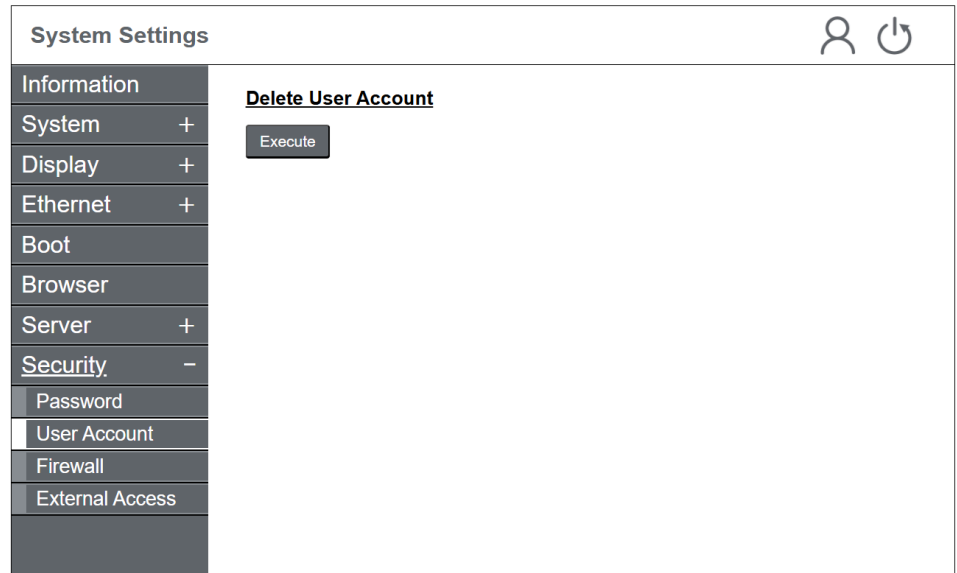 System Settings
Information
System +
Display +
Ethernet +
Boot
Browser
Server +
Security -
Password
User Account
Firewall
External Access
Delete User Account
Execute